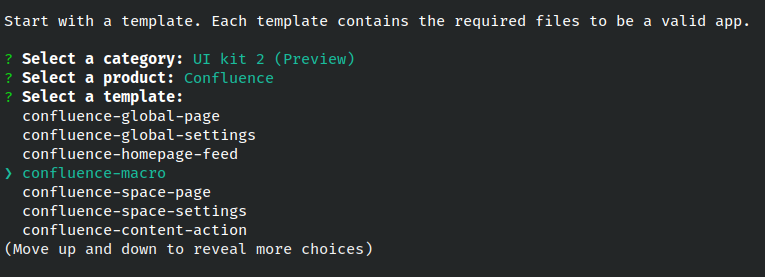 Start with a template. Each template contains the required files to be a valid app.
? Select a category: UI kit 2 (Preview)
? Select a product: Confluence
? Select a template:
confluence-global-page
confluence-global-settings
confluence-homepage-feed
❯ confluence-macro
confluence-space-page
confluence-space-settings
confluence-content-action
(Move up and down to reveal more choices)